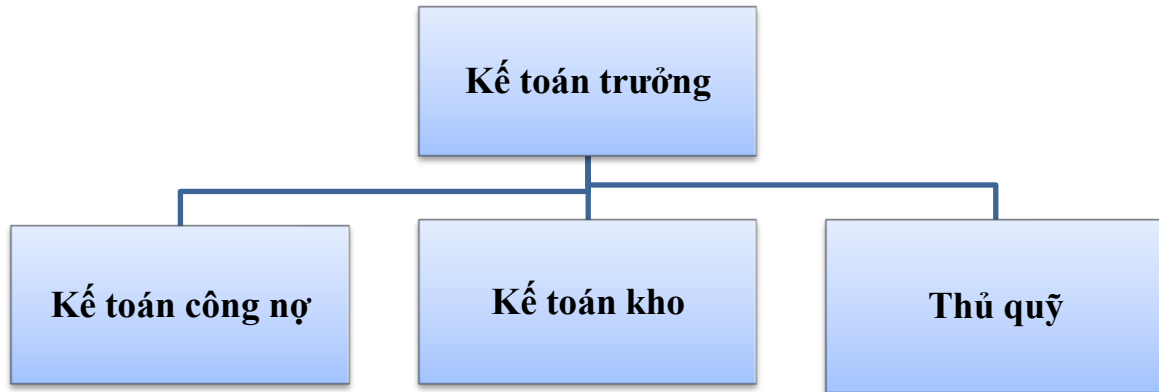 Kế toán trưởng
Kế toán công nợ
Kế toán kho
Thủ quỹ